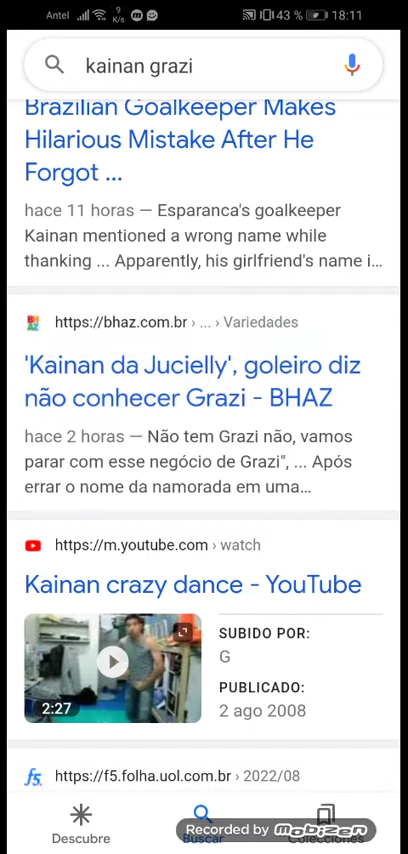 Antel 9 K/s 43 % 18:11
kainan grazi
Brazilian Goalkeeper Makes
Hilarious Mistake After He
Forgot ...
hace 11 horas — Esperanca's goalkeeper
Kainan mentioned a wrong name while
thanking ... Apparently, his girlfriend's name i...
https://bhaz.com.br › ... › Variedades
'Kainan da Jucielly', goleiro diz
não conhecer Grazi - BHAZ
hace 2 horas — Não tem Grazi não, vamos
parar com esse negócio de Grazi", ... Após
errar o nome da namorada em uma...
https://m.youtube.com › watch
Kainan crazy dance - YouTube
SUBIDO POR:
G
PUBLICADO:
2 ago 2008
2:27
f5. https://f5.folha.uol.com.br › 2022/08
Descubre Buscar Colecciones
Recorded by Mobizen